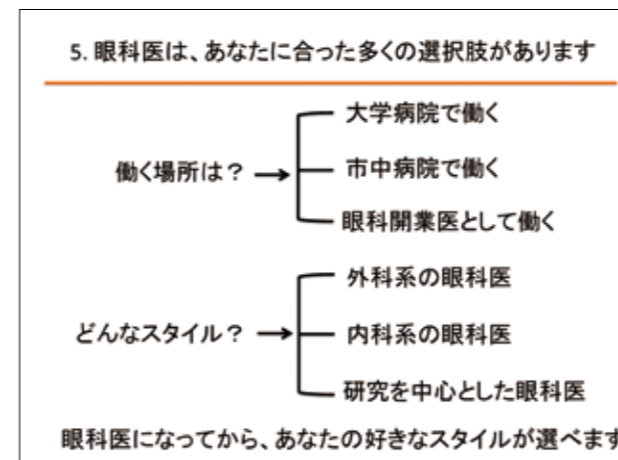 5. 眼科医は、あなたに合った多くの選択肢があります
大学病院で働く
働く場所は？
市中病院で働く
眼科開業医として働く
外科系の眼科医
どんなスタイル？
内科系の眼科医
研究を中心とした眼科医
眼科医になってから、あなたの好きなスタイルが選べます